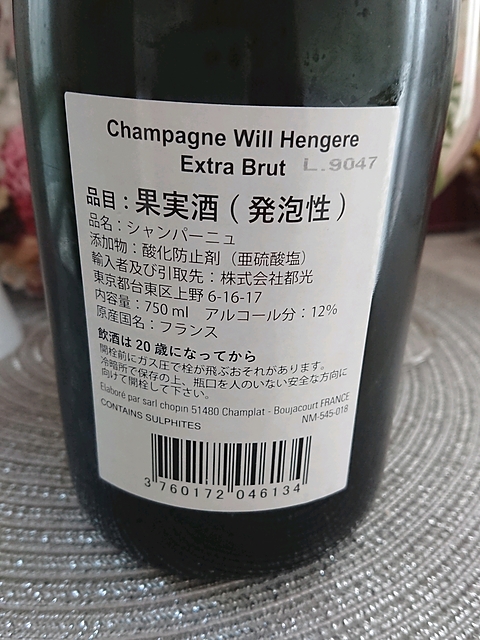 Champagne Will Hengere
Extra Brut L.9047
品目：果実酒（発泡性）
品名：シャンパーニュ
添加物：酸化防止剤（亜硫酸塩）
輸入者及び引取先：株式会社都光
東京都台東区上野 6-16-17
内容量：750 ml アルコール分：12%
原産国名：フランス
飲酒は 20 歳になってから
開栓前にガス圧で栓が飛ぶおそれがあります。
冷暗所で保存の上、瓶口を人のいない安全な方向に
向けて開栓して下さい。
Elaboré par sarl chopin 51480 Champlat - Boujacourt FRANCE
CONTAINS SULPHITES NM-545-018
3 760172 046134